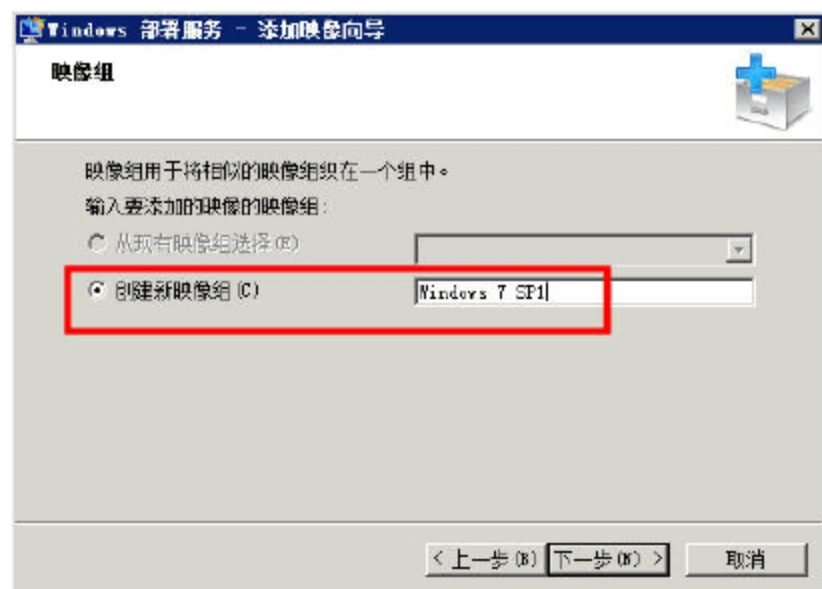 Windows 部署服务 - 添加映像向导
映像组
映像组用于将相似的映像组织在一个组中。
输入要添加的映像的映像组:
从现有映像组选择(E)
创建新映像组(C) Windows 7 SP1
< 上一步(B) 下一步(N) > 取消